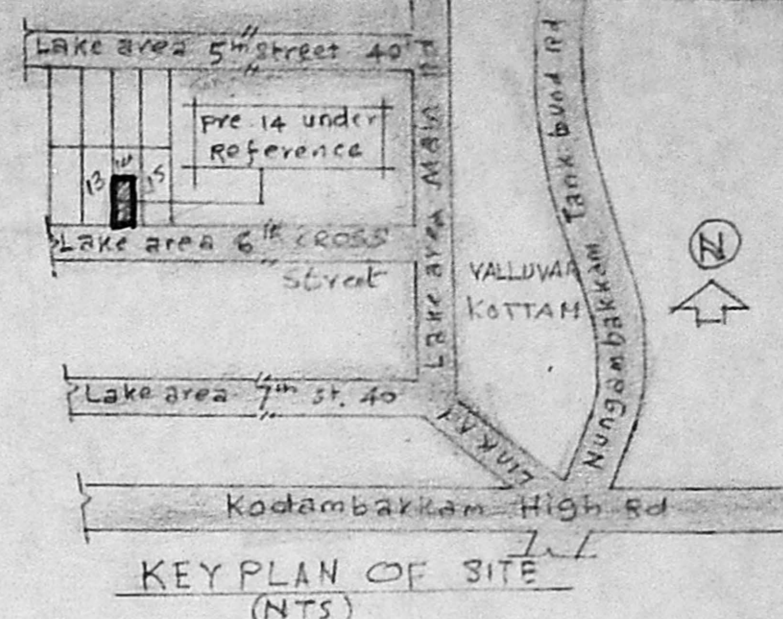 Lake area 5th street 40'
pre. 14 under
Reference
13 14 15
Lake area 6th CROSS
Street
Lake area Main Rd
VALLUVAR
KOTTAM
Nungambakkam Tank bund Rd
N
Lake area 7th st. 40
Kodambakkam High Rd
KEY PLAN OF SITE
(NTS)